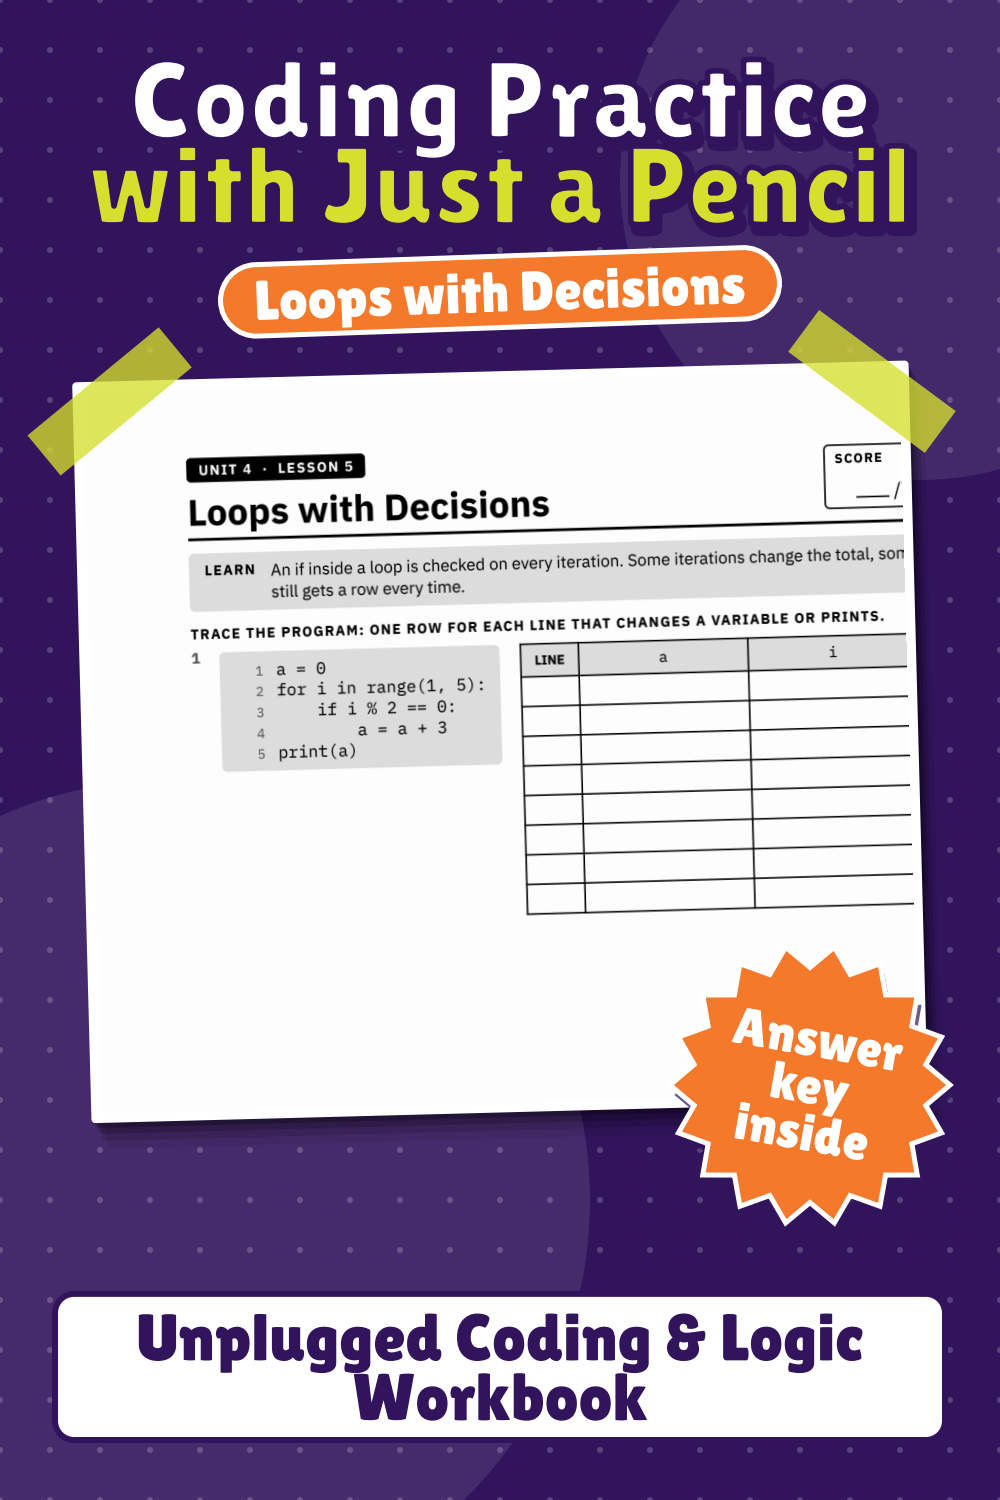 Coding Practice
with Just a Pencil
Loops with Decisions
UNIT 4 · LESSON 5
SCORE
___ /
Loops with Decisions
LEARN An if inside a loop is checked on every iteration. Some iterations change the total,
still gets a row every time.
TRACE THE PROGRAM: ONE ROW FOR EACH LINE THAT CHANGES A VARIABLE OR PRINTS.
1
1 a = 0
2 for i in range(1, 5):
3     if i % 2 == 0:
4         a = a + 3
5 print(a)
LINE a i
Answer
key
inside
Unplugged Coding & Logic
Workbook